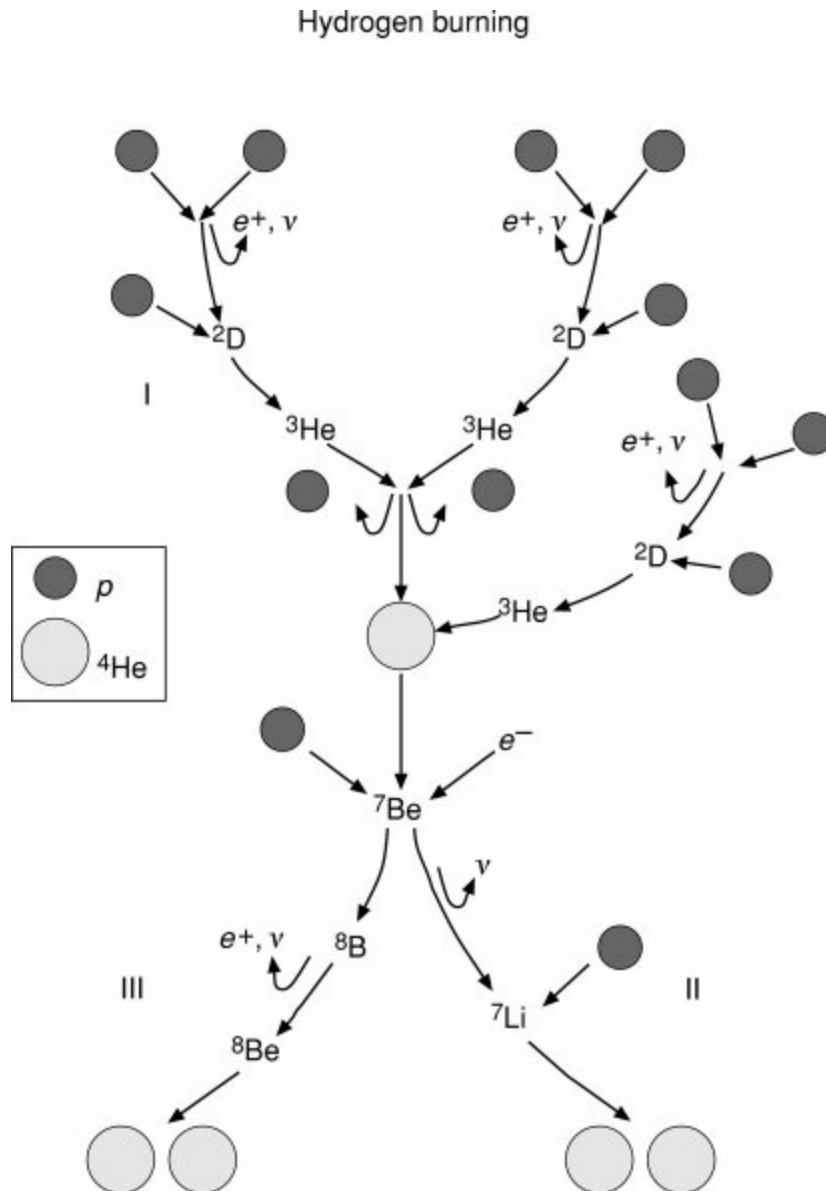 Hydrogen burning
e+, ν
e+, ν
²D
²D
I
³He
³He
e+, ν
²D
³He
p
⁴He
e−
⁷Be
ν
e+, ν
⁸B
III
II
⁷Li
⁸Be